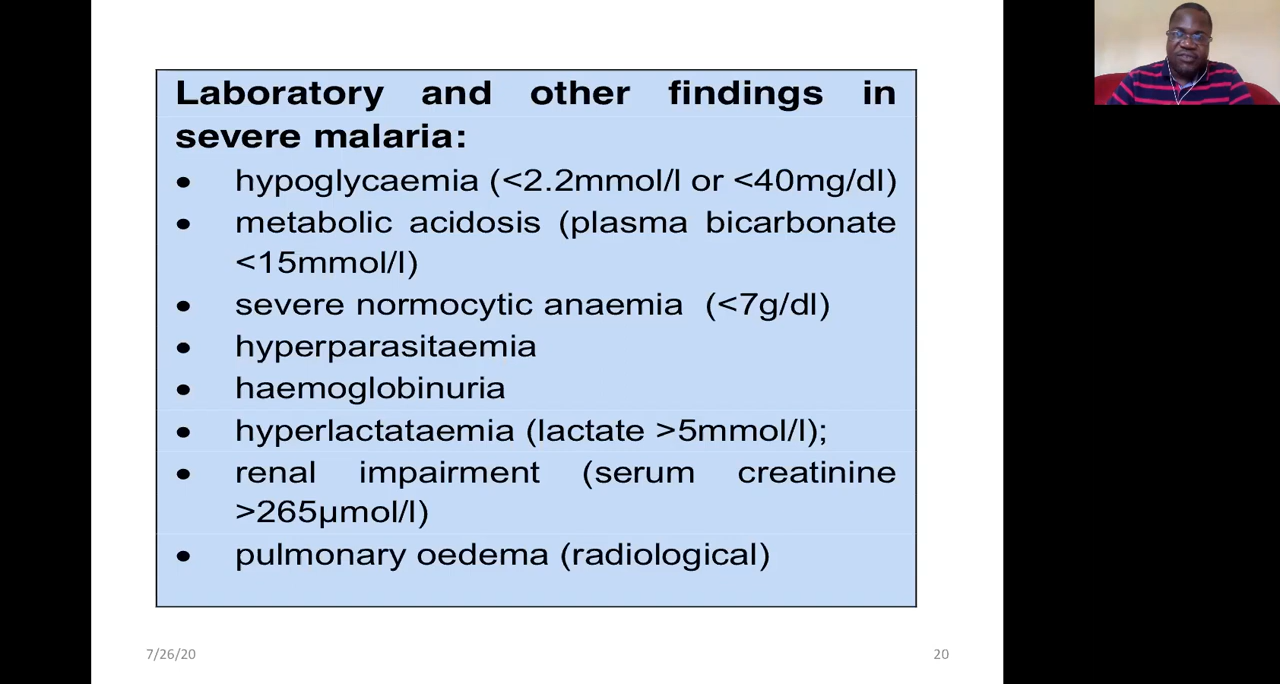 Laboratory and other findings in
severe malaria:
• hypoglycaemia (<2.2mmol/l or <40mg/dl)
• metabolic acidosis (plasma bicarbonate
<15mmol/l)
• severe normocytic anaemia (<7g/dl)
• hyperparasitaemia
• haemoglobinuria
• hyperlactataemia (lactate >5mmol/l);
• renal impairment (serum creatinine
>265µmol/l)
• pulmonary oedema (radiological)
7/26/20
20